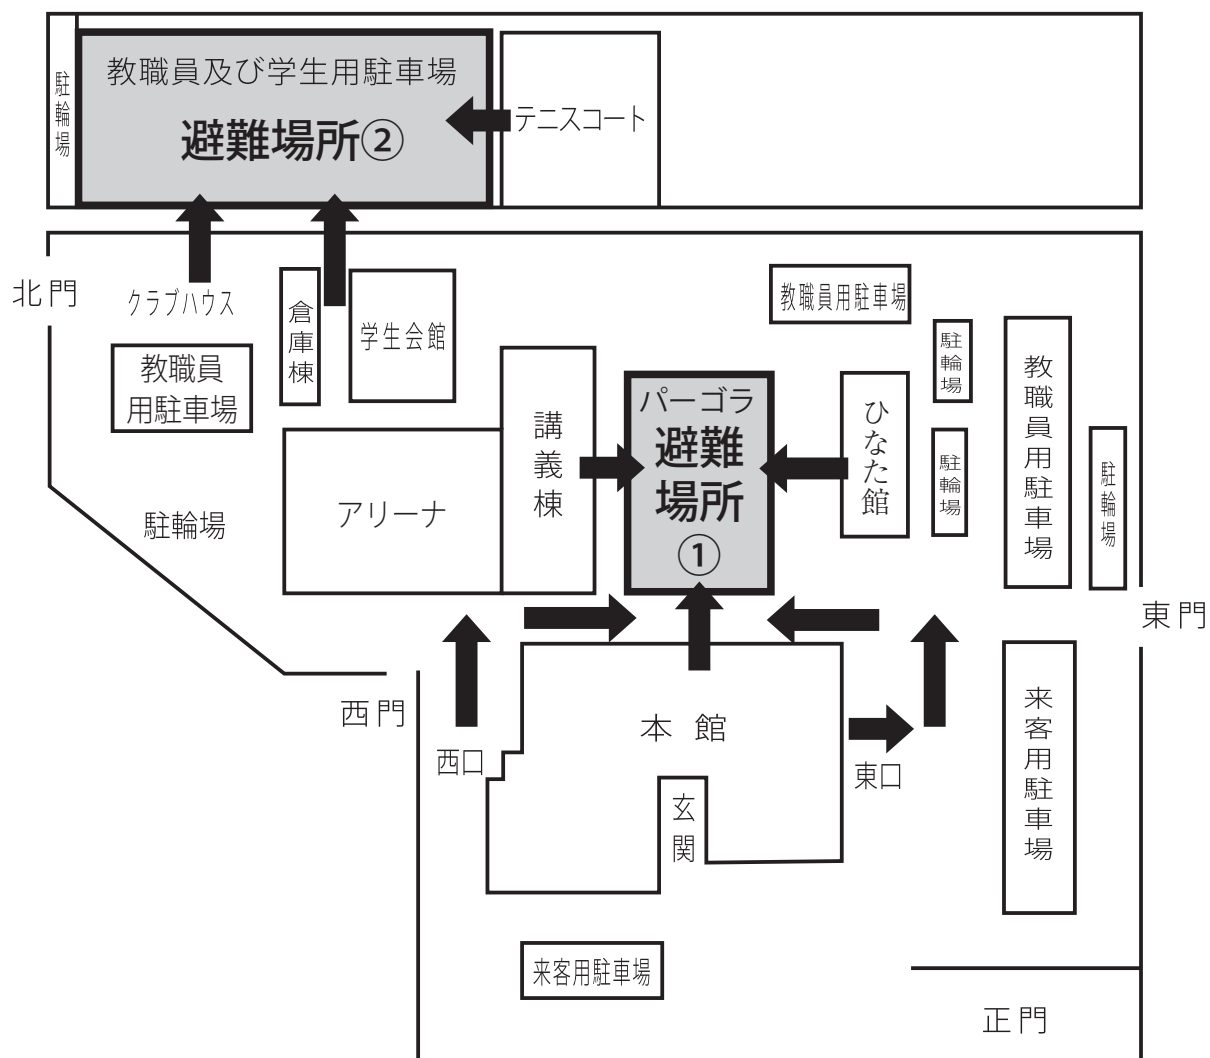 駐輪場
教職員及び学生用駐車場
避難場所②
テニスコート
北門
クラブハウス
倉庫棟
学生会館
教職員用駐車場
教職員
用駐車場
講義棟
パーゴラ
避難
場所
①
ひなた館
駐輪場
駐輪場
教職員用駐車場
駐輪場
アリーナ
駐輪場
東門
西門
西口
本館
東口
玄関
来客用駐車場
来客用駐車場
正門